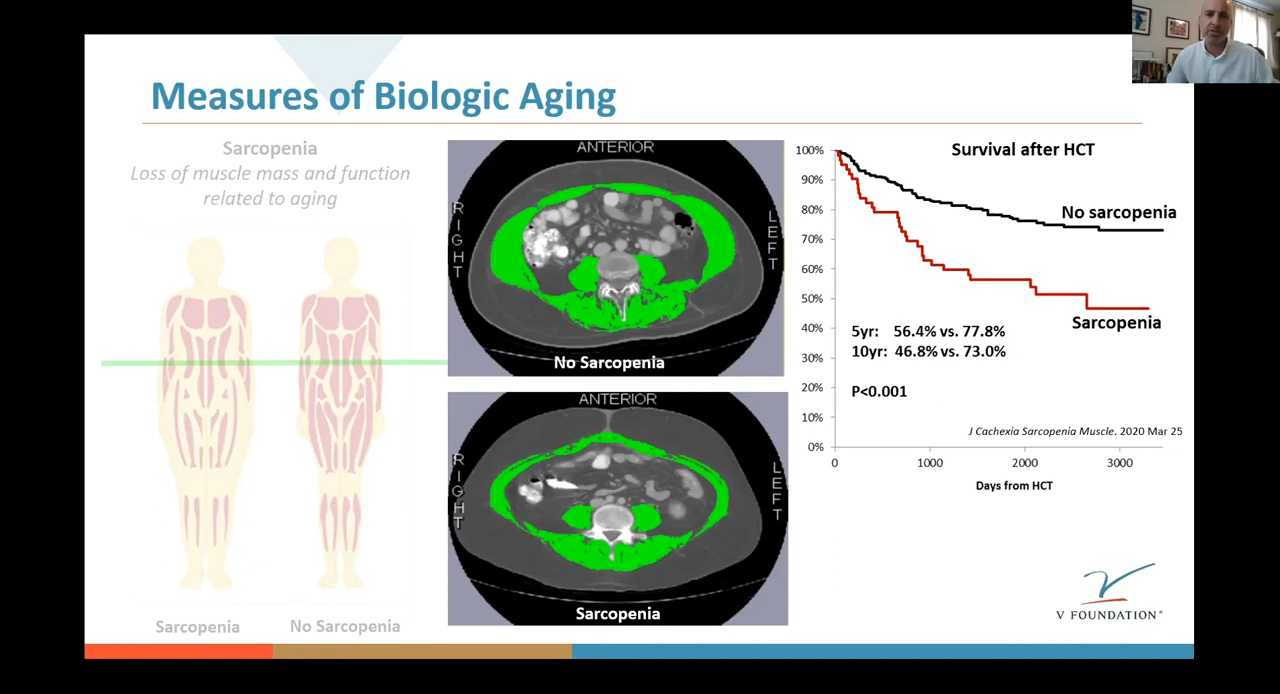 Measures of Biologic Aging
Sarcopenia
Loss of muscle mass and function
related to aging
Sarcopenia
No Sarcopenia
ANTERIOR
RIGHT
LEFT
No Sarcopenia
ANTERIOR
RIGHT
LEFT
Sarcopenia
Survival after HCT
100%
90%
80%
70%
60%
50%
40%
30%
20%
10%
0%
No sarcopenia
Sarcopenia
5yr: 56.4% vs. 77.8%
10yr: 46.8% vs. 73.0%
P<0.001
J Cachexia Sarcopenia Muscle. 2020 Mar 25
0 1000 2000 3000
Days from HCT
V FOUNDATION®